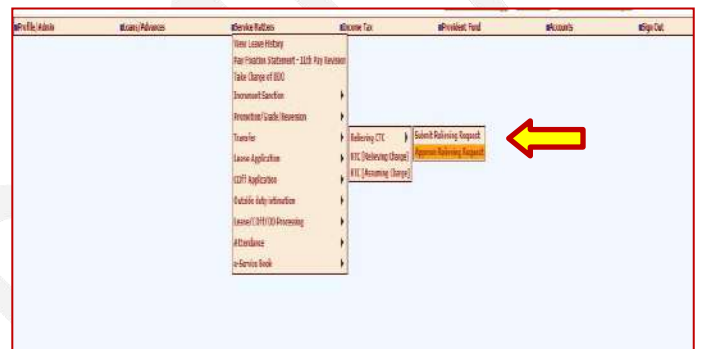 Profile/Admin Loans/Advances Service Matters Income Tax Provident Fund Accounts Sign Out
View Leave History
Pay Fixation Statement - 11th Pay Revision
Take Charge of DDO
Increment Sanction
Promotion/Grade/Reversion
Transfer
Relieving CTC
Submit Relieving Request
Approve Relieving Request
RTC [Relieving Charge]
RTC [Assuming Charge]
Leave Application
COff Application
Outside duty intimation
Leave/COff/OD Processing
Attendance
e-Service Book